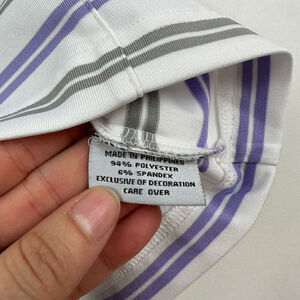 MADE IN PHILIPPINES
94% POLYESTER
6% SPANDEX
EXCLUSIVE OF DECORATION
CARE OVER